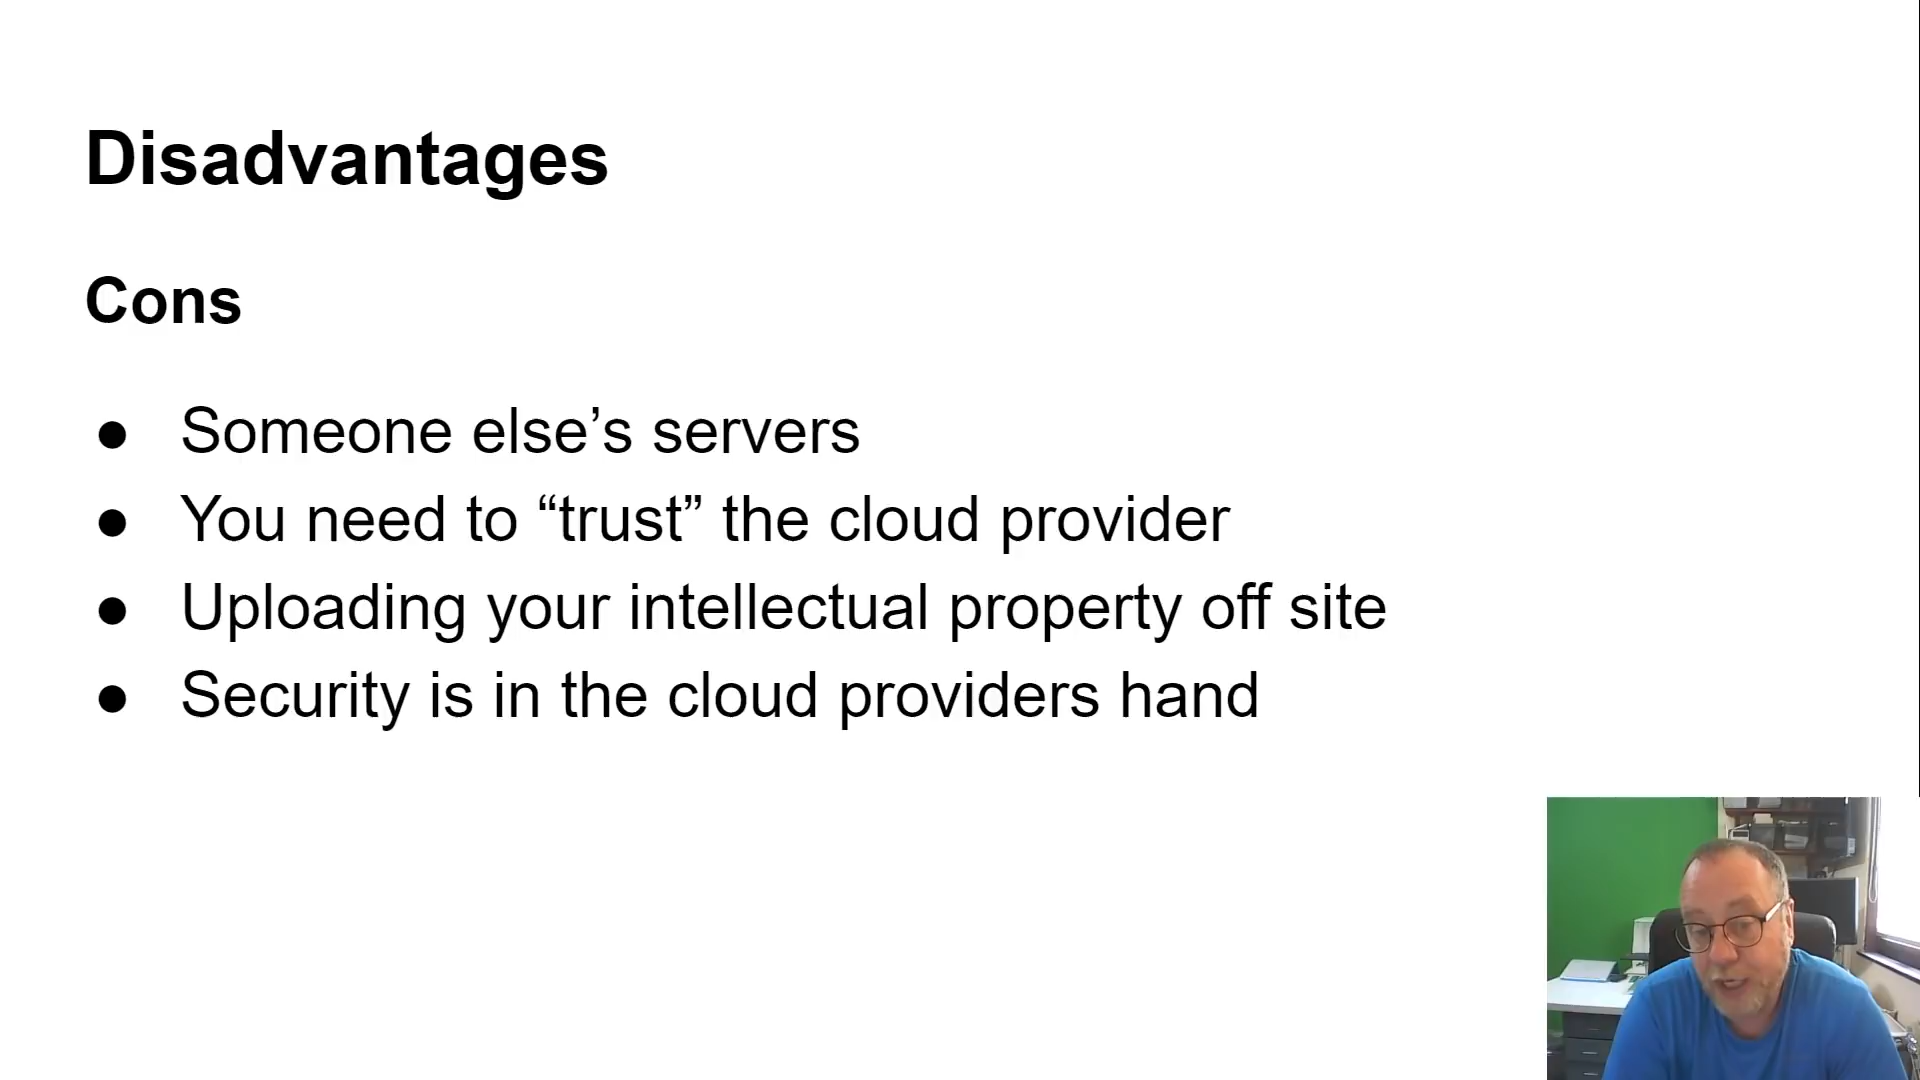 Disadvantages
Cons
● Someone else’s servers
● You need to “trust” the cloud provider
● Uploading your intellectual property off site
● Security is in the cloud providers hand